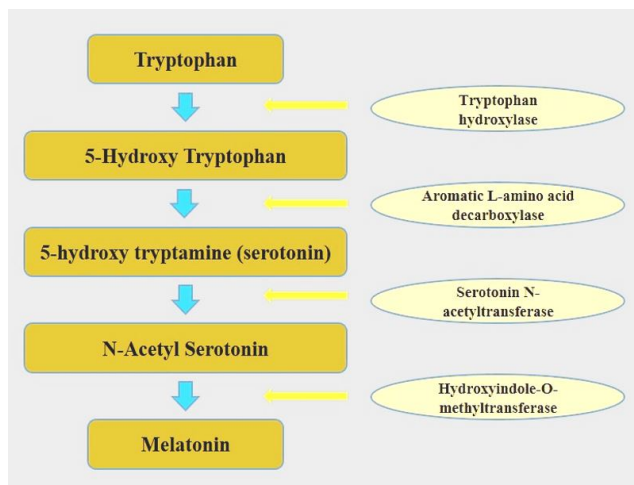 Tryptophan
Tryptophan
hydroxylase
5-Hydroxy Tryptophan
Aromatic L-amino acid
decarboxylase
5-hydroxy tryptamine (serotonin)
Serotonin N-
acetyltransferase
N-Acetyl Serotonin
Hydroxyindole-O-
methyltransferase
Melatonin